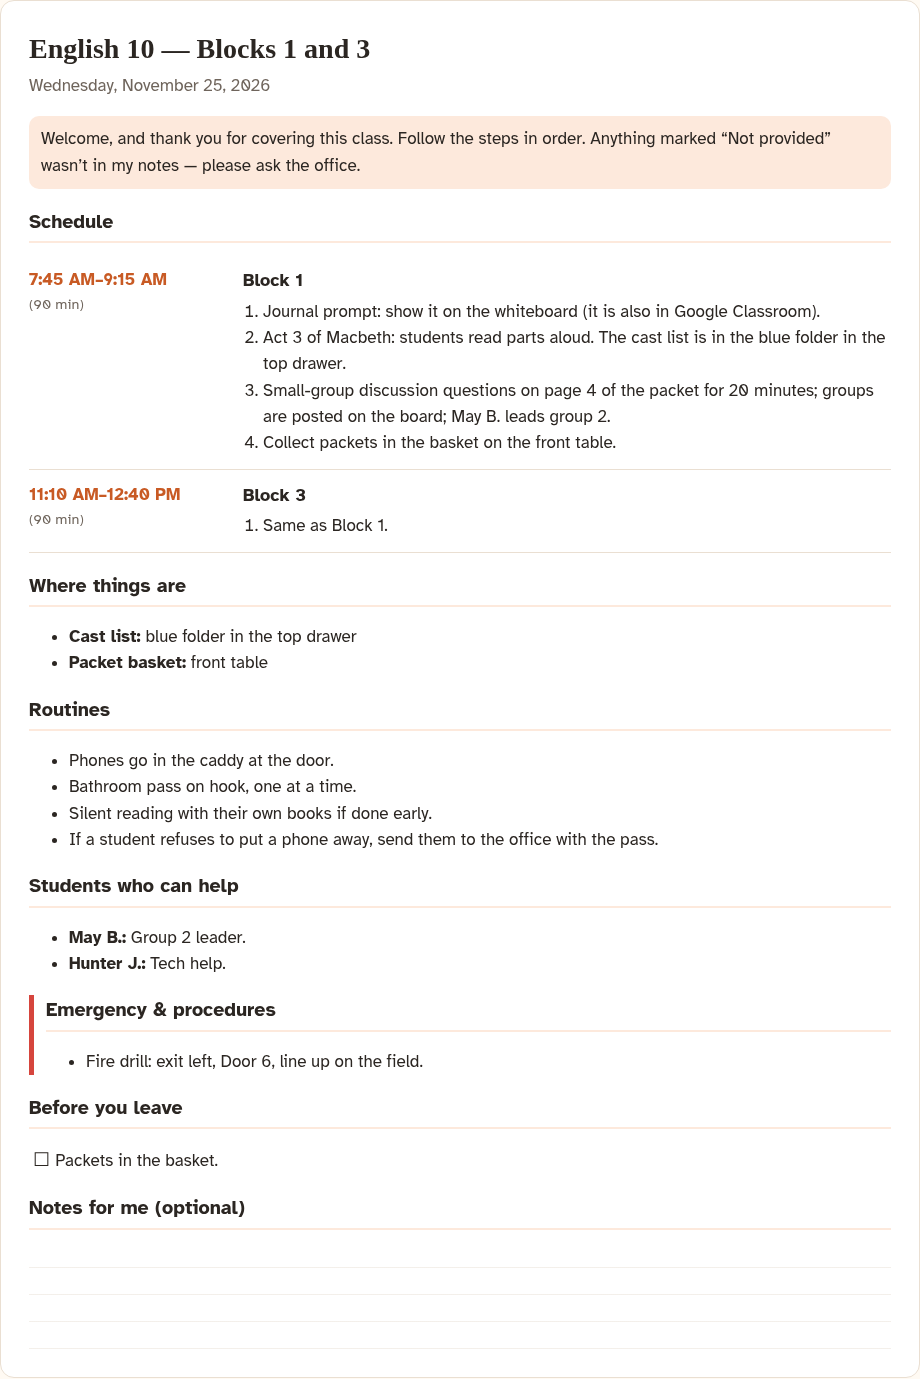 English 10 — Blocks 1 and 3
Wednesday, November 25, 2026
Welcome, and thank you for covering this class. Follow the steps in order. Anything marked “Not provided”
wasn’t in my notes — please ask the office.
Schedule
7:45 AM–9:15 AM
(90 min)
Block 1
1. Journal prompt: show it on the whiteboard (it is also in Google Classroom).
2. Act 3 of Macbeth: students read parts aloud. The cast list is in the blue folder in the
top drawer.
3. Small-group discussion questions on page 4 of the packet for 20 minutes; groups
are posted on the board; May B. leads group 2.
4. Collect packets in the basket on the front table.
11:10 AM–12:40 PM
(90 min)
Block 3
1. Same as Block 1.
Where things are
• Cast list: blue folder in the top drawer
• Packet basket: front table
Routines
• Phones go in the caddy at the door.
• Bathroom pass on hook, one at a time.
• Silent reading with their own books if done early.
• If a student refuses to put a phone away, send them to the office with the pass.
Students who can help
• May B.: Group 2 leader.
• Hunter J.: Tech help.
Emergency & procedures
• Fire drill: exit left, Door 6, line up on the field.
Before you leave
☐ Packets in the basket.
Notes for me (optional)